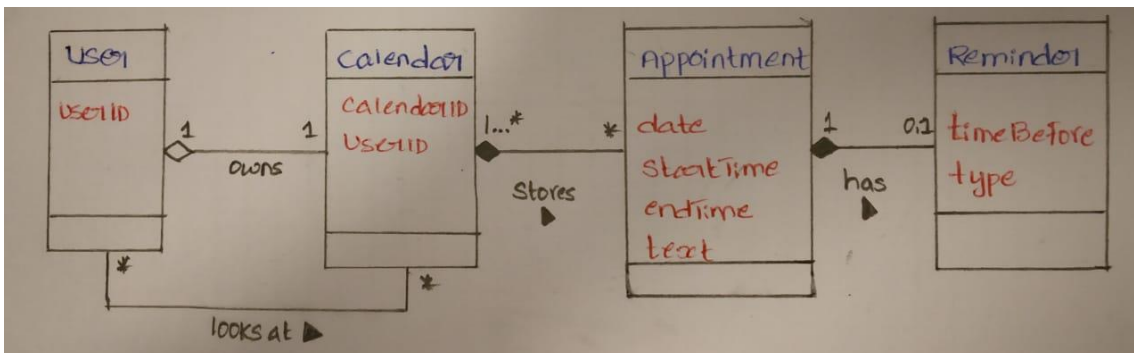 User
UserID
1
owns
1
Calendar
CalendarID
UserID
1...*
Stores
*
Appointment
date
StartTime
endTime
text
1
has
0,1
Reminder
timeBefore
type
*
looks at
*